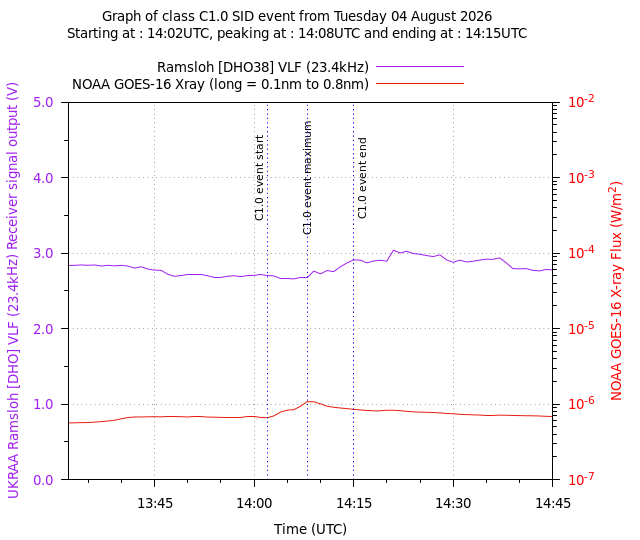 Graph of class C1.0 SID event from Tuesday 04 August 2026
Starting at : 14:02UTC, peaking at : 14:08UTC and ending at : 14:15UTC
Ramsloh [DHO38] VLF (23.4kHz)
NOAA GOES-16 Xray (long = 0.1nm to 0.8nm)
UKRAA Ramsloh [DHO] VLF (23.4kHz) Receiver signal output (V)
5.0
4.0
3.0
2.0
1.0
0.0
C1.0 event start
C1.0 event maximum
C1.0 event end
10-2
10-3
10-4
10-5
10-6
10-7
NOAA GOES-16 X-ray Flux (W/m2)
13:45 14:00 14:15 14:30 14:45
Time (UTC)